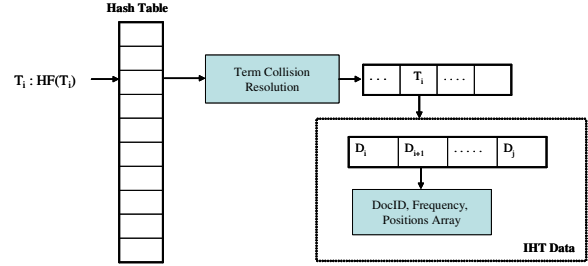 Hash Table
Ti : HF(Ti)
Term Collision
Resolution
. . . Ti . . . .
Di Di+1 . . . . . Dj
DocID, Frequency,
Positions Array
IHT Data